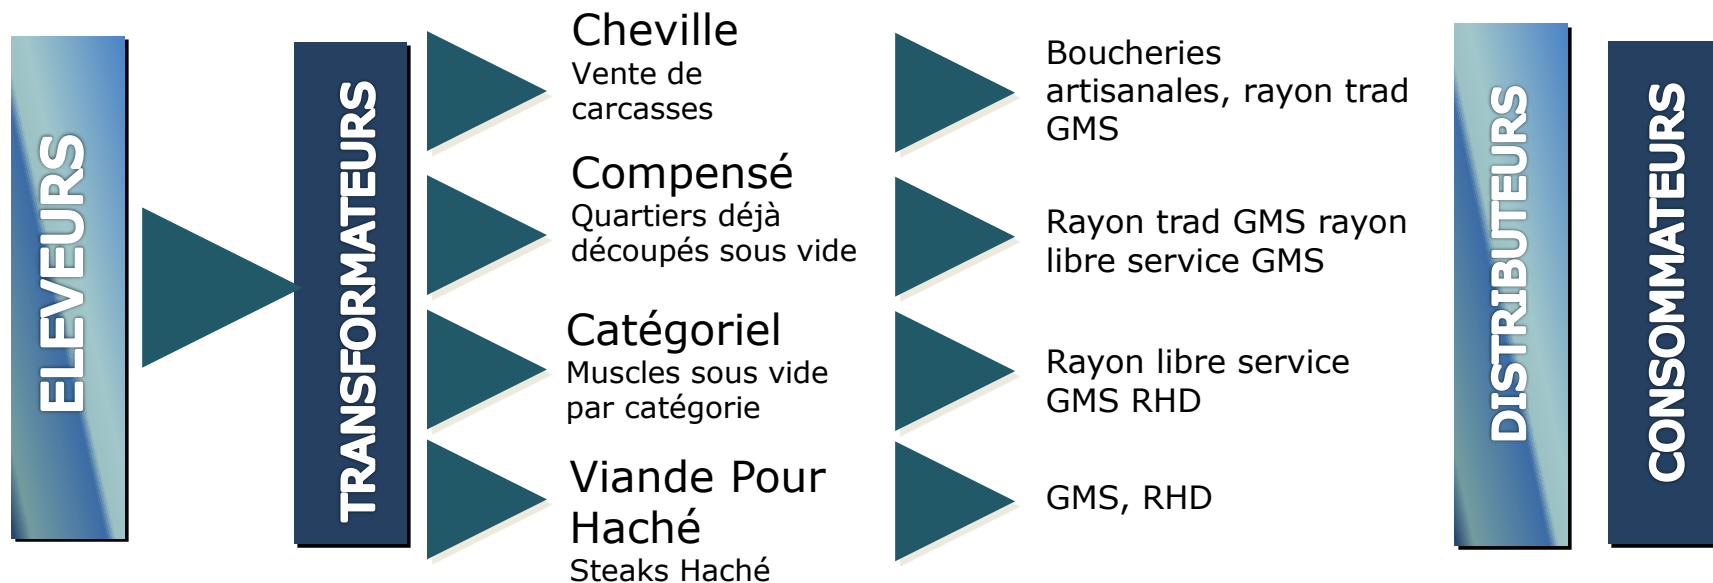 ELEVEURS
TRANSFORMATEURS
Cheville
Vente de
carcasses
Boucheries
artisanales, rayon trad
GMS
Compensé
Quartiers déjà
découpés sous vide
Rayon trad GMS rayon
libre service GMS
Catégoriel
Muscles sous vide
par catégorie
Rayon libre service
GMS RHD
Viande Pour
Haché
Steaks Haché
GMS, RHD
DISTRIBUTEURS
CONSOMMATEURS